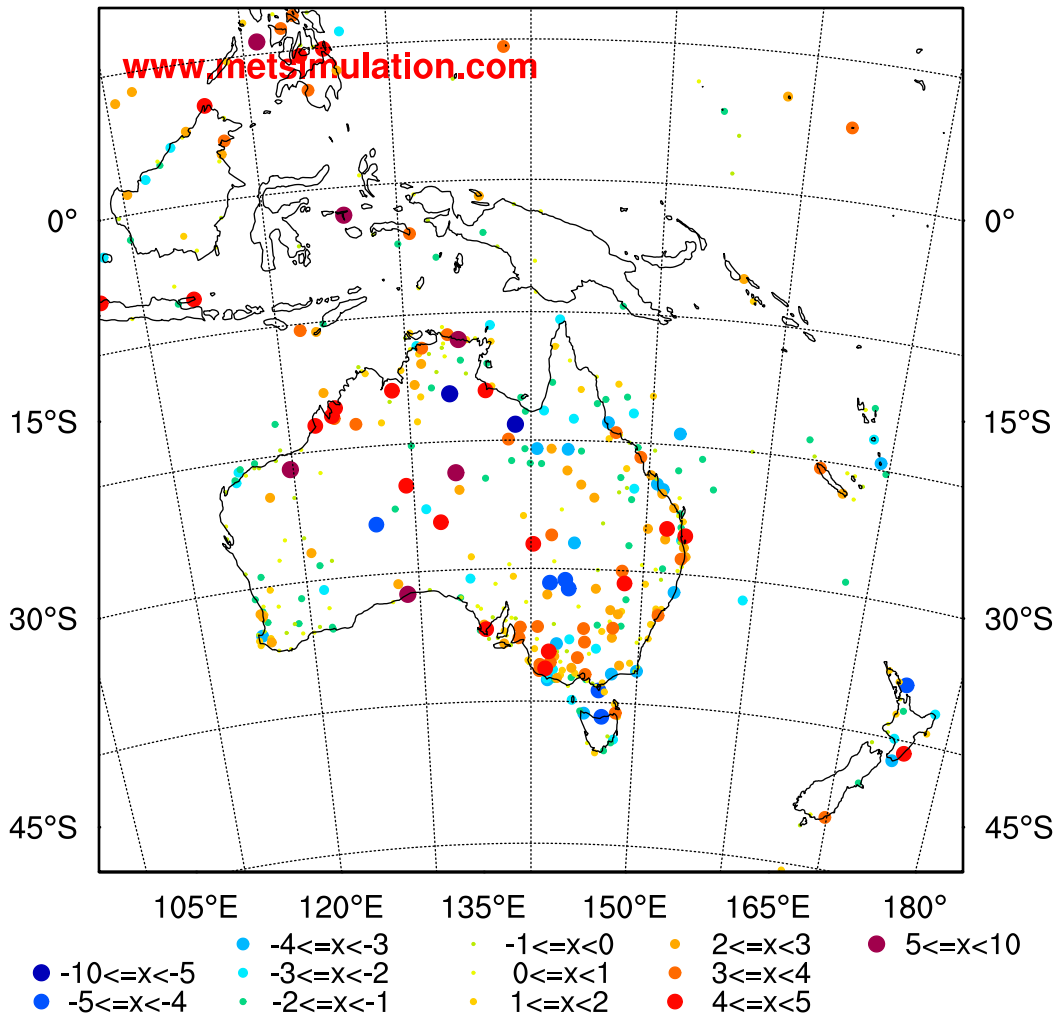 www.metsimulation.com
0° 0°
15°S 15°S
30°S 30°S
45°S 45°S
105°E 120°E 135°E 150°E 165°E 180°
-4<=x<-3 -1<=x<0 2<=x<3 5<=x<10
-10<=x<-5 -3<=x<-2 0<=x<1 3<=x<4
-5<=x<-4 -2<=x<-1 1<=x<2 4<=x<5